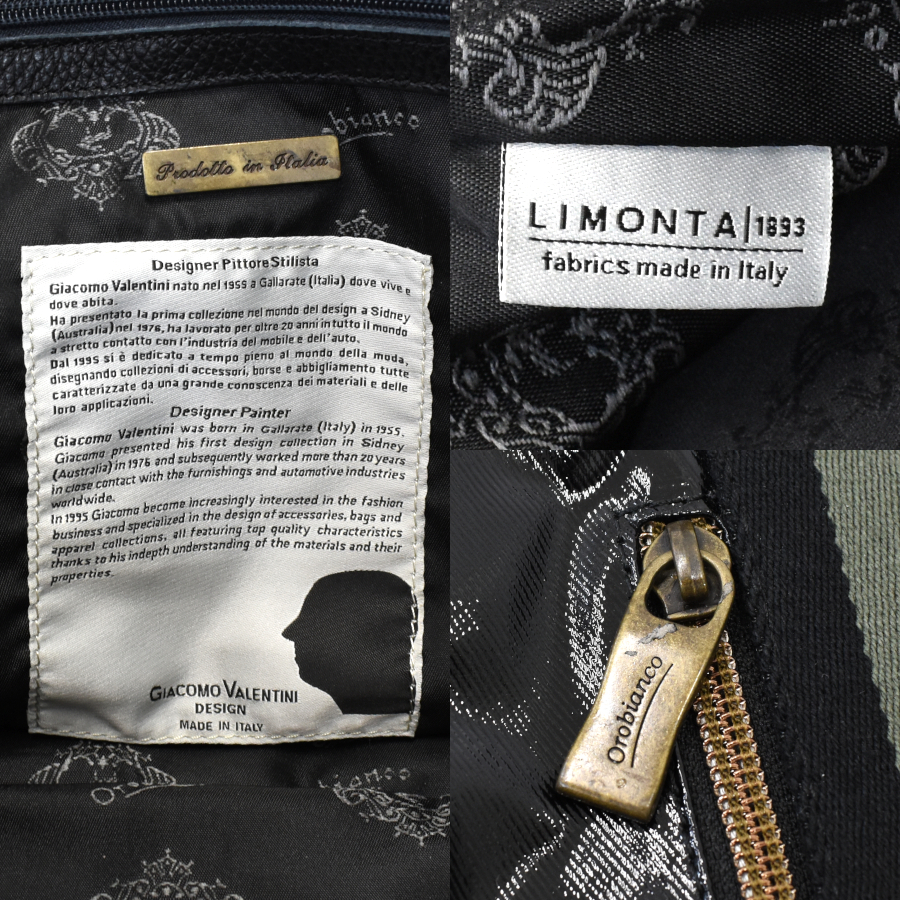 Orobianco
Prodotto in Italia
Designer Pittore Stilista
Giacomo Valentini nato nel 1955 a Gallarate (Italia) dove vive e
dove abita.
Ha presentato la prima collezione nel mondo del design a Sidney
(Australia) nel 1976, ha lavorato per oltre 20 anni in tutto il mondo
a stretto contatto con l'industria del mobile e dell'auto.
Dal 1995 si è dedicato a tempo pieno al mondo della moda,
disegnando collezioni di accessori, borse e abbigliamento tutte
caratterizzate da una grande conoscenza dei materiali e delle
loro applicazioni.
Designer Painter
Giacomo Valentini was born in Gallarate (Italy) in 1955.
Giacomo presented his first design collection in Sidney
(Australia) in 1976 and subsequently worked more than 20 years
in close contact with the furnishings and automotive industries
worldwide.
In 1995 Giacomo become increasingly interested in the fashion
business and specialized in the design of accessories, bags and
apparel collections, all featuring top quality characteristics
thanks to his indepth understanding of the materials and their
properties.
GIACOMO VALENTINI
DESIGN
MADE IN ITALY
LIMONTA|1893
fabrics made in Italy
Orobianco